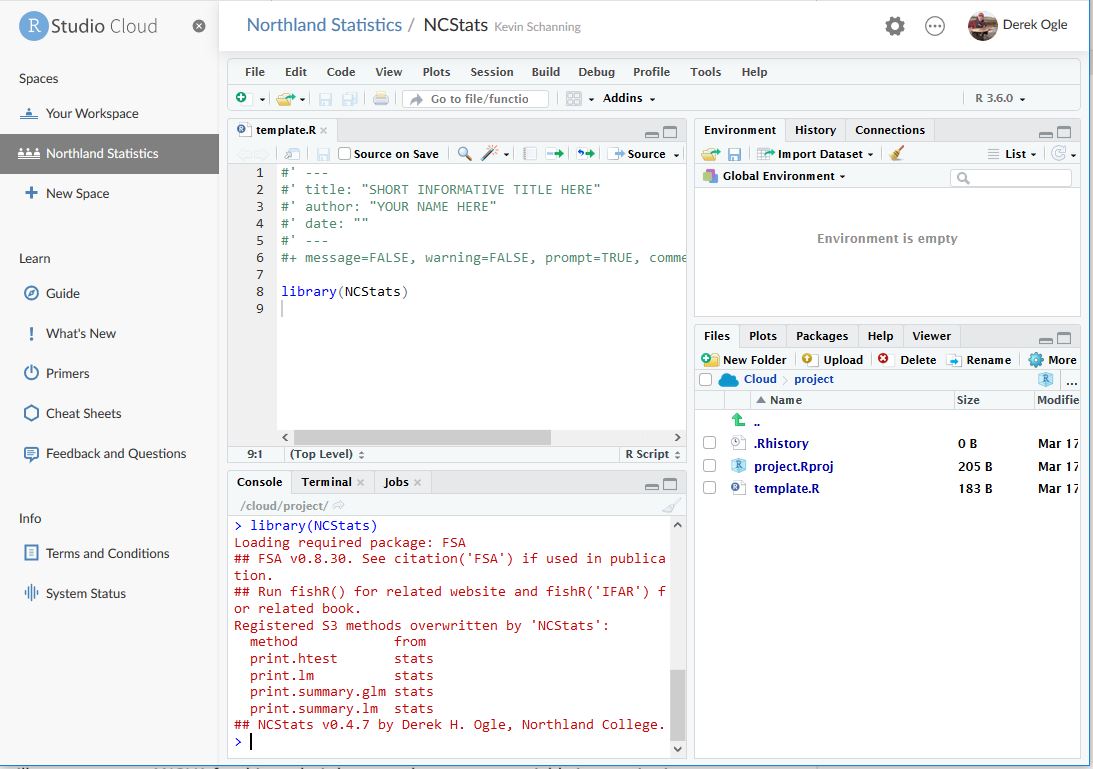 R Studio Cloud
Spaces
Your Workspace
Northland Statistics
New Space
Learn
Guide
What's New
Primers
Cheat Sheets
Feedback and Questions
Info
Terms and Conditions
System Status
Northland Statistics / NCStats Kevin Schanning
Derek Ogle
File Edit Code View Plots Session Build Debug Profile Tools Help
Go to file/functio Addins R 3.6.0
template.R
Source on Save Source
1 #' ---
2 #' title: "SHORT INFORMATIVE TITLE HERE"
3 #' author: "YOUR NAME HERE"
4 #' date: ""
5 #' ---
6 #+ message=FALSE, warning=FALSE, prompt=TRUE, comme
7
8 library(NCStats)
9
9:1 (Top Level) R Script
Console Terminal Jobs
/cloud/project/
> library(NCStats)
Loading required package: FSA
## FSA v0.8.30. See citation('FSA') if used in publica
tion.
## Run fishR() for related website and fishR('IFAR') f
or related book.
Registered S3 methods overwritten by 'NCStats':
method from
print.htest stats
print.lm stats
print.summary.glm stats
print.summary.lm stats
## NCStats v0.4.7 by Derek H. Ogle, Northland College.
>
Environment History Connections
Import Dataset List
Global Environment
Environment is empty
Files Plots Packages Help Viewer
New Folder Upload Delete Rename More
Cloud project R ...
Name Size Modifie
..
.Rhistory 0 B Mar 17
project.Rproj 205 B Mar 17
template.R 183 B Mar 17